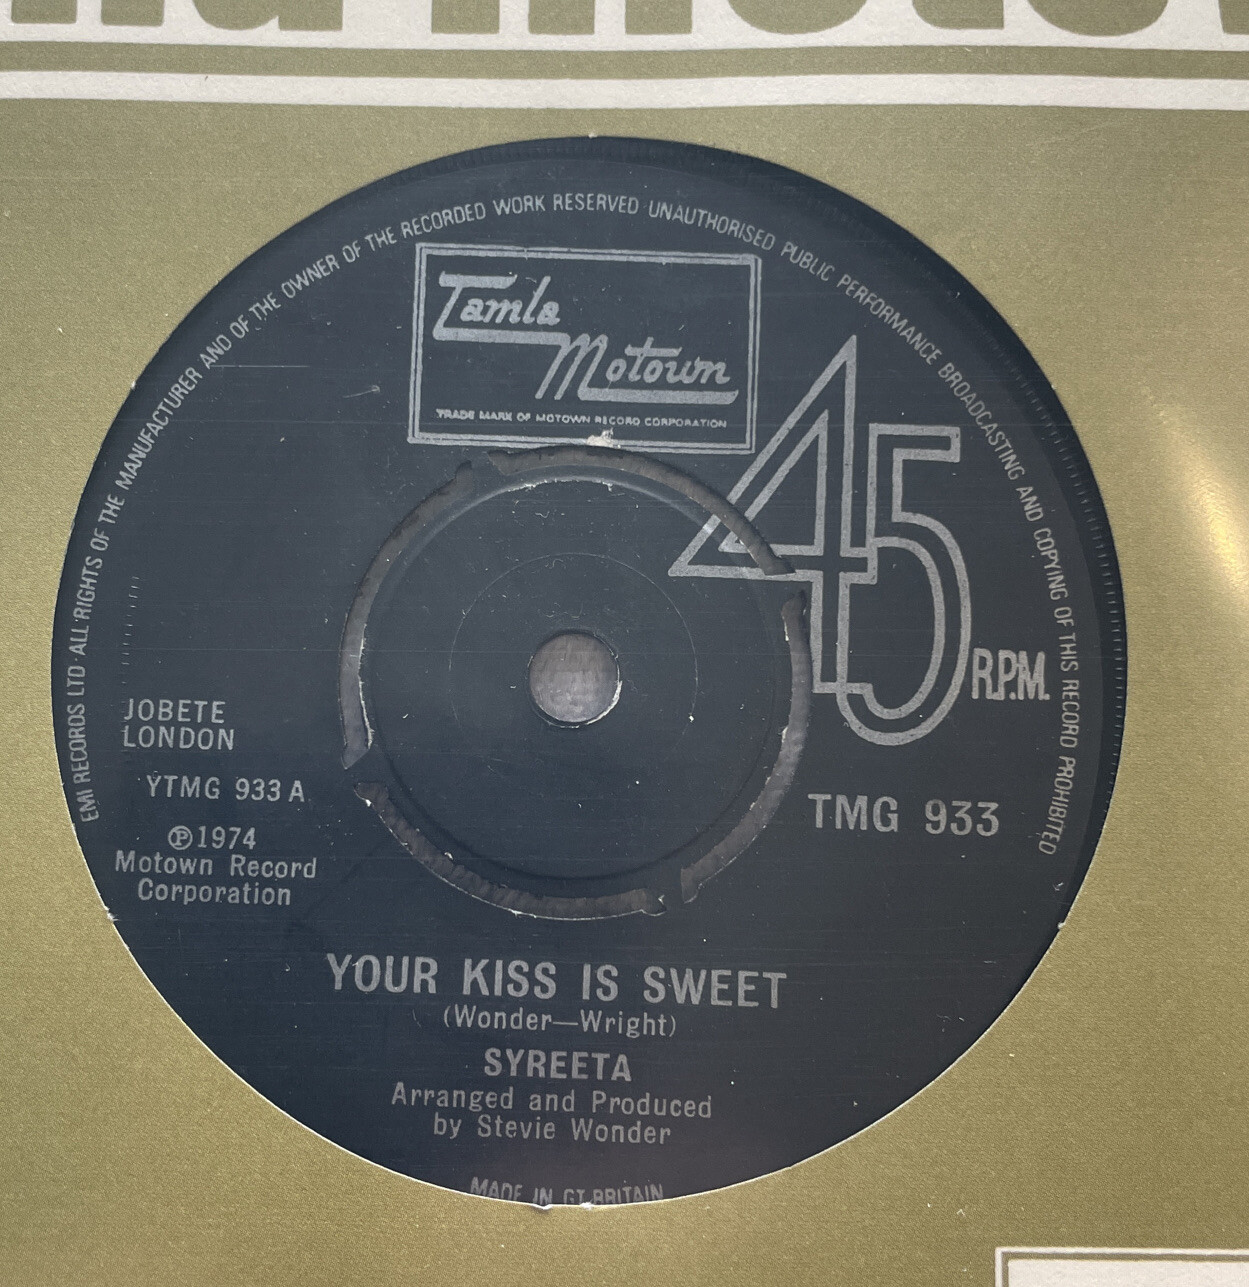 EMI RECORDS LTD · ALL RIGHTS OF THE MANUFACTURER AND OF THE OWNER OF THE RECORDED WORK RESERVED · UNAUTHORISED PUBLIC PERFORMANCE BROADCASTING AND COPYING OF THIS RECORD PROHIBITED
Tamla
Motown
TRADE MARK OF MOTOWN RECORD CORPORATION
45
R.P.M.
JOBETE
LONDON
YTMG 933 A
℗1974
Motown Record
Corporation
TMG 933
YOUR KISS IS SWEET
(Wonder—Wright)
SYREETA
Arranged and Produced
by Stevie Wonder
MADE IN GT BRITAIN